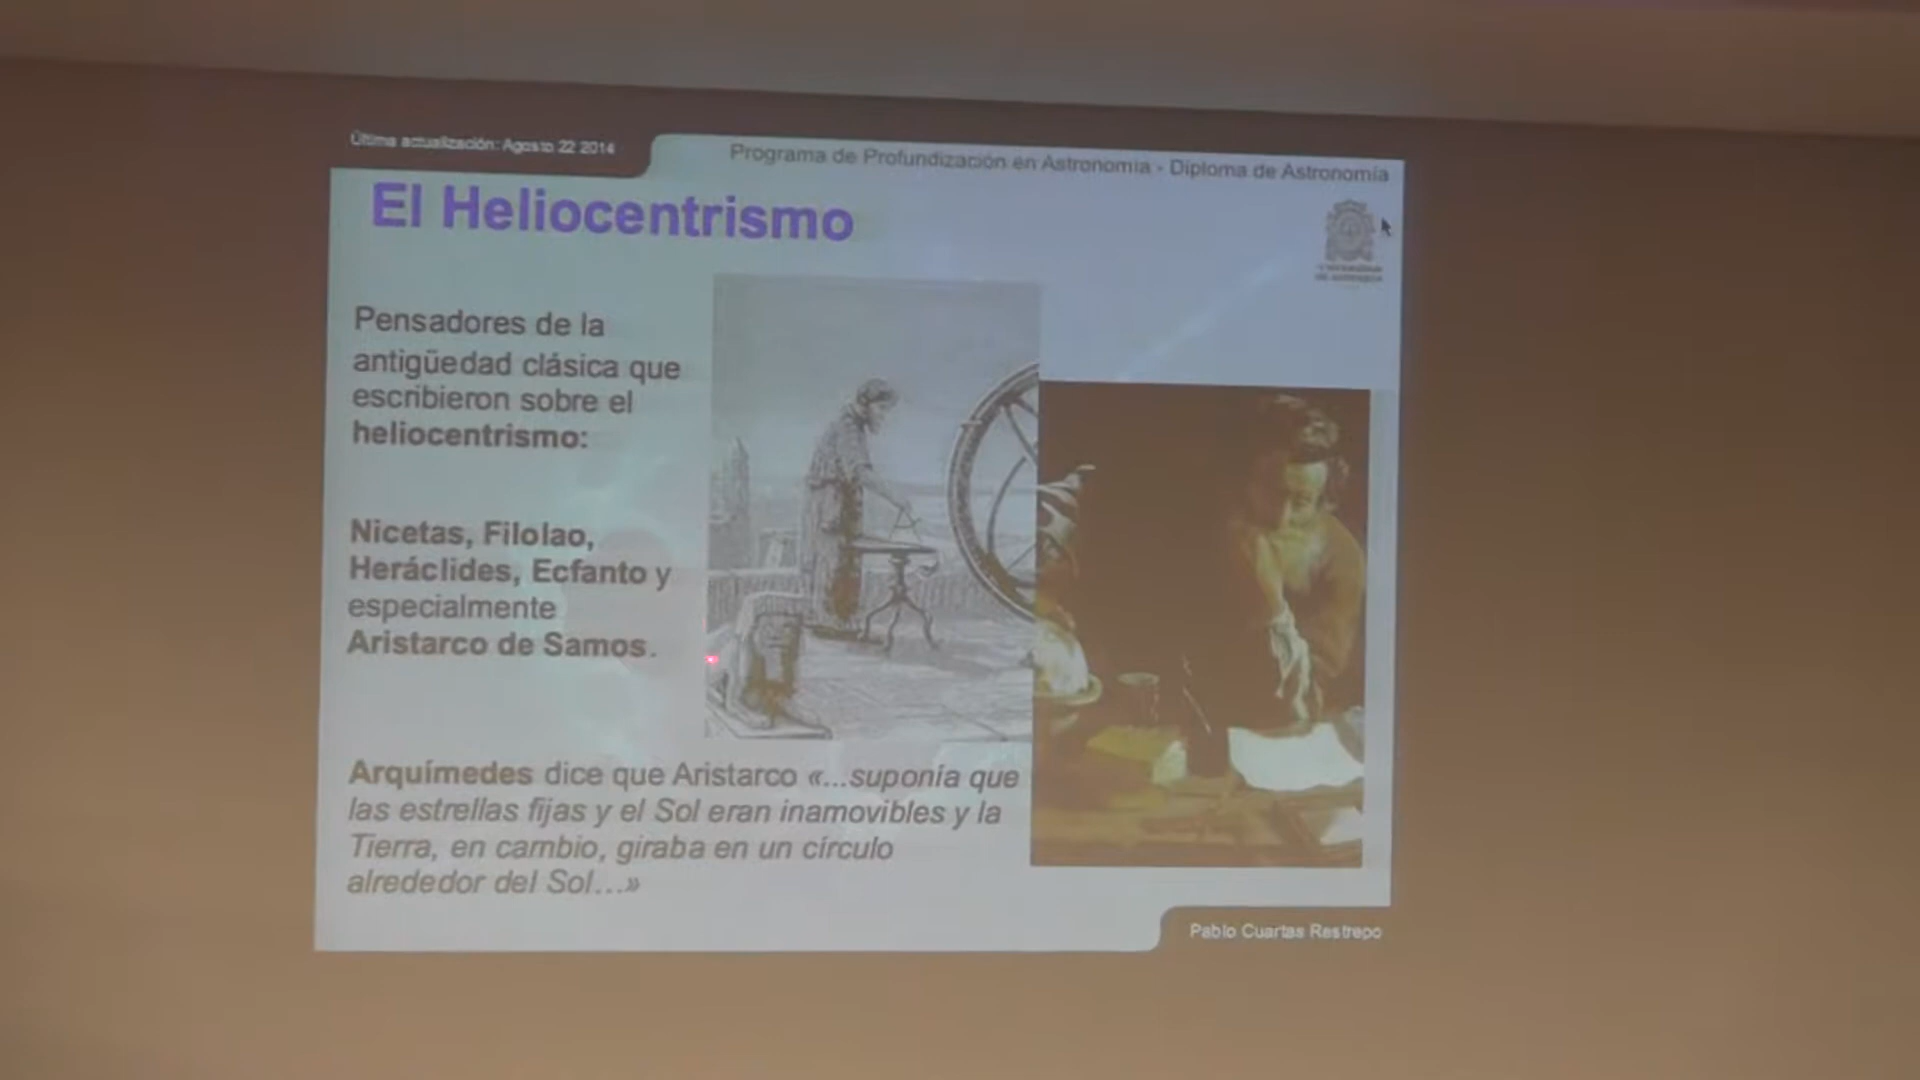 Última actualización: Agosto 22 2014
Programa de Profundización en Astronomía - Diploma de Astronomía
El Heliocentrismo
UNIVERSIDAD
DE ANTIOQUIA
Pensadores de la
antigüedad clásica que
escribieron sobre el
heliocentrismo:
Nicetas, Filolao,
Heráclides, Ecfanto y
especialmente
Aristarco de Samos.
Arquímedes dice que Aristarco «...suponía que
las estrellas fijas y el Sol eran inamovibles y la
Tierra, en cambio, giraba en un círculo
alrededor del Sol...»
Pablo Cuartas Restrepo